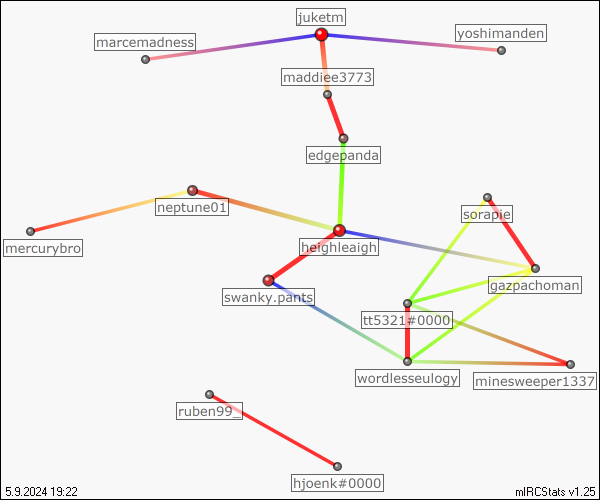 juketm
marcemadness
yoshimanden
maddiee3773
edgepanda
neptune01
sorapie
mercurybro
heighleaigh
gazpachoman
swanky.pants
tt5321#0000
wordlesseulogy
minesweeper1337
ruben99_
hjoenk#0000
5.9.2024 19:22
mIRCStats v1.25